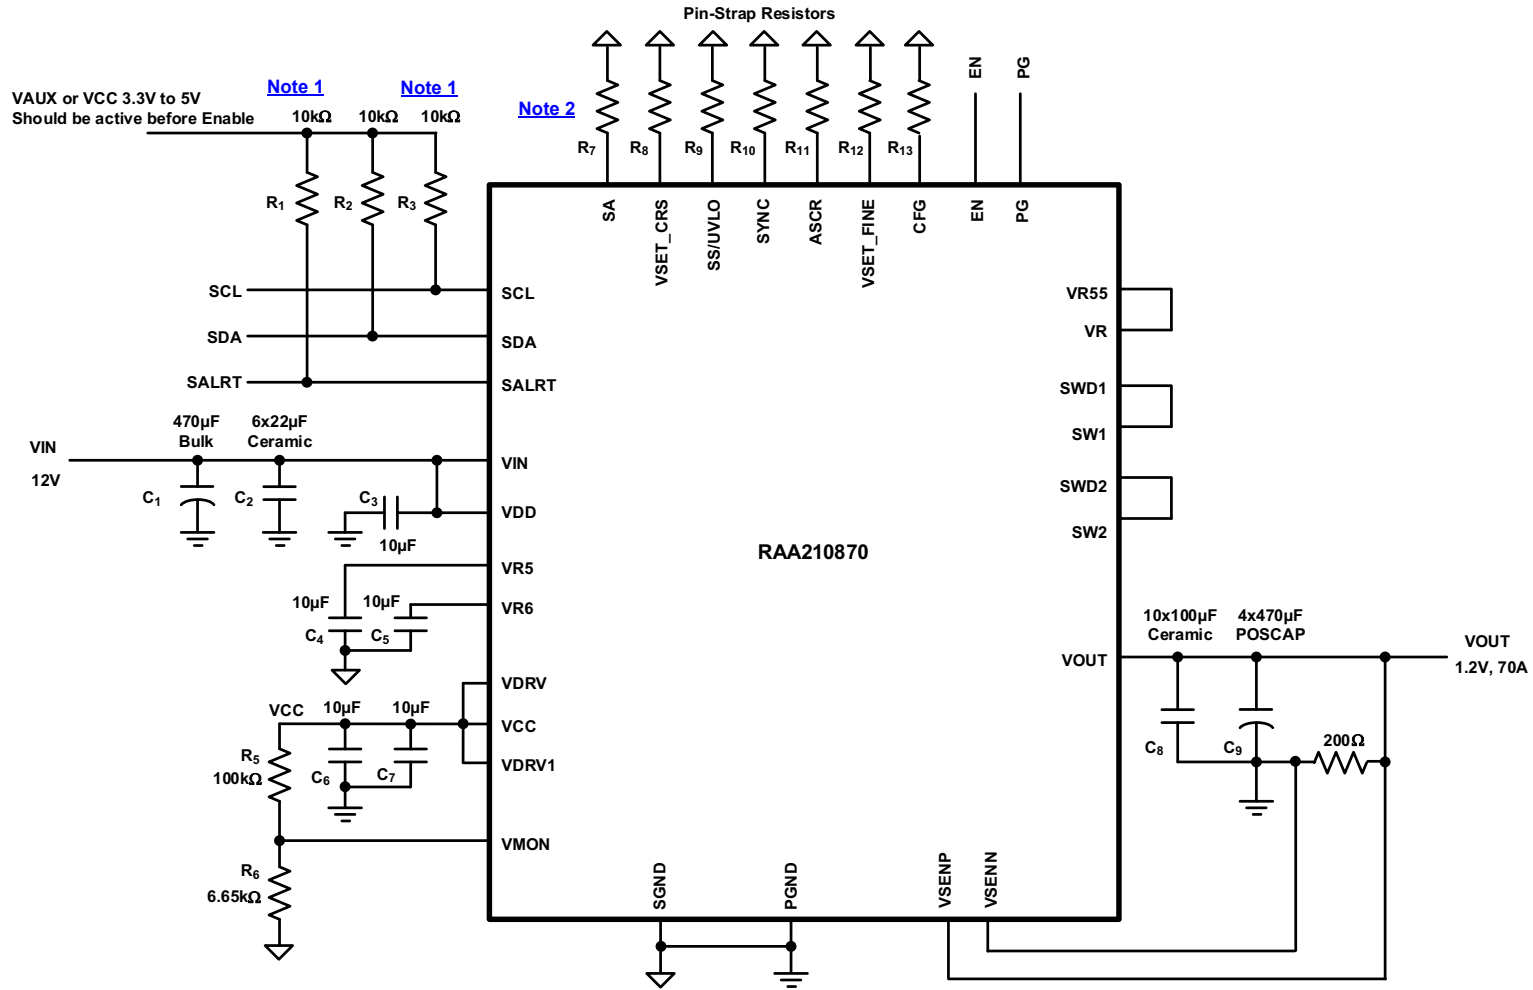 Pin-Strap Resistors
Note 1
Note 1
VAUX or VCC 3.3V to 5V
Should be active before Enable
10kΩ
10kΩ
10kΩ
Note 2
EN
PG
R7
R8
R9
R10
R11
R12
R13
R1
R2
R3
SA
VSET_CRS
SS/UVLO
SYNC
ASCR
VSET_FINE
CFG
EN
PG
SCL
SCL
SDA
SDA
SALRT
SALRT
VR55
VR
SWD1
SW1
SWD2
SW2
470µF
Bulk
6x22µF
Ceramic
VIN
12V
C1
C2
C3
10µF
VIN
VDD
RAA210870
VR5
VR6
10µF
10µF
C4
C5
VDRV
VCC
VDRV1
VCC
10µF
10µF
R5
100kΩ
C6
C7
VMON
R6
6.65kΩ
SGND
PGND
VSENP
VSENN
VOUT
10x100µF
Ceramic
4x470µF
POSCAP
VOUT
1.2V, 70A
C8
C9
200Ω